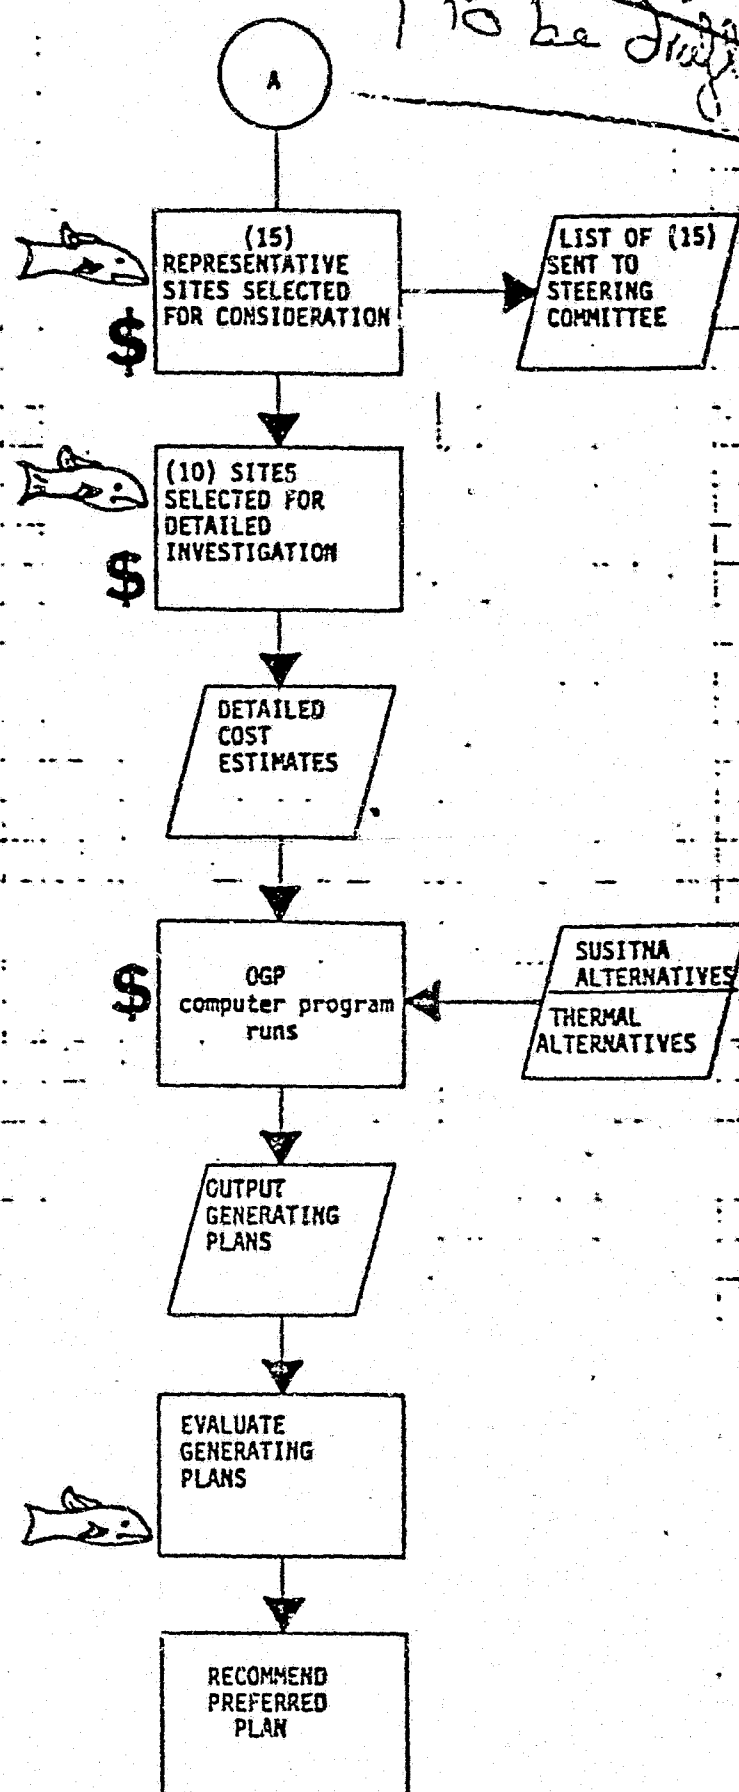 To be
A
(15)
REPRESENTATIVE
SITES SELECTED
FOR CONSIDERATION
LIST OF (15)
SENT TO
STEERING
COMMITTEE
$
(10) SITES
SELECTED FOR
DETAILED
INVESTIGATION
$
DETAILED
COST
ESTIMATES
OGP
computer program
runs
$
SUSITNA
ALTERNATIVES
THERMAL
ALTERNATIVES
OUTPUT
GENERATING
PLANS
EVALUATE
GENERATING
PLANS
RECOMMEND
PREFERRED
PLAN